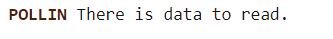 POLLIN There is data to read.